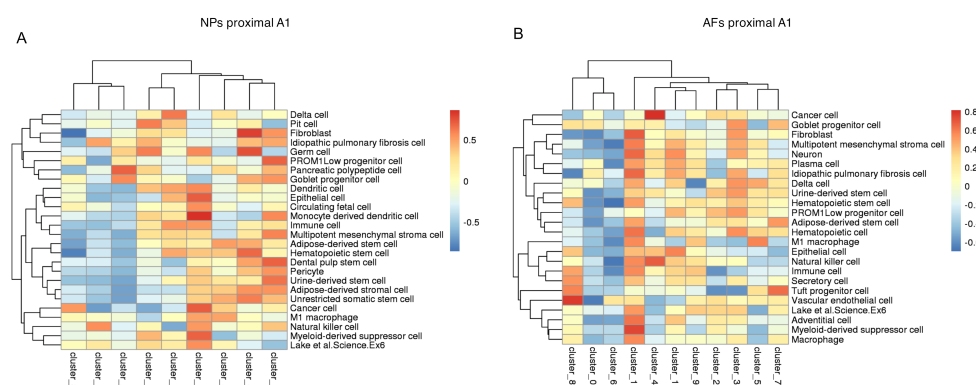 NPs proximal A1
AFs proximal A1
A
B
Delta cell
Pit cell
Fibroblast
Idiopathic pulmonary fibrosis cell
Germ cell
PROM1Low progenitor cell
Pancreatic polypeptide cell
Goblet progenitor cell
Dendritic cell
Epithelial cell
Circulating fetal cell
Monocyte derived dendritic cell
Immune cell
Multipotent mesenchymal stroma cell
Adipose-derived stem cell
Hematopoietic stem cell
Dental pulp stem cell
Pericyte
Urine-derived stem cell
Adipose-derived stromal cell
Unrestricted somatic stem cell
Cancer cell
M1 macrophage
Natural killer cell
Myeloid-derived suppressor cell
Lake et al.Science.Ex6
0.5
0
-0.5
cluster_
cluster_
cluster_
cluster_
cluster_
cluster_
cluster_
cluster_
cluster_
Cancer cell
Goblet progenitor cell
Fibroblast
Multipotent mesenchymal stroma cell
Neuron
Plasma cell
Idiopathic pulmonary fibrosis cell
Delta cell
Urine-derived stem cell
Hematopoietic stem cell
PROM1Low progenitor cell
Adipose-derived stem cell
Hematopoietic cell
M1 macrophage
Epithelial cell
Natural killer cell
Immune cell
Secretory cell
Tuft progenitor cell
Vascular endothelial cell
Lake et al.Science.Ex6
Adventitial cell
Myeloid-derived suppressor cell
Macrophage
0.8
0.6
0.4
0.2
0
-0.2
cluster_8
cluster_0
cluster_6
cluster_1
cluster_4
cluster_1
cluster_9
cluster_2
cluster_3
cluster_5
cluster_7